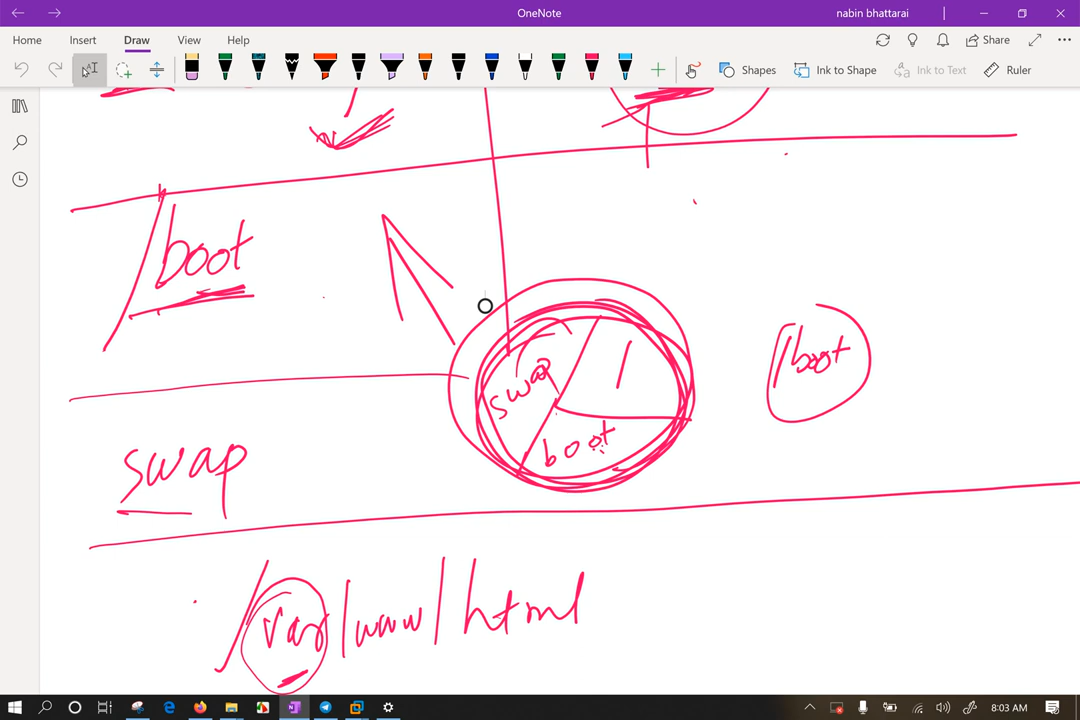 OneNote
nabin bhattarai
Home Insert Draw View Help
Share
Shapes
Ink to Shape
Ink to Text
Ruler
/boot
swap
/
boot
/boot
swap
/var/www/html
8:03 AM